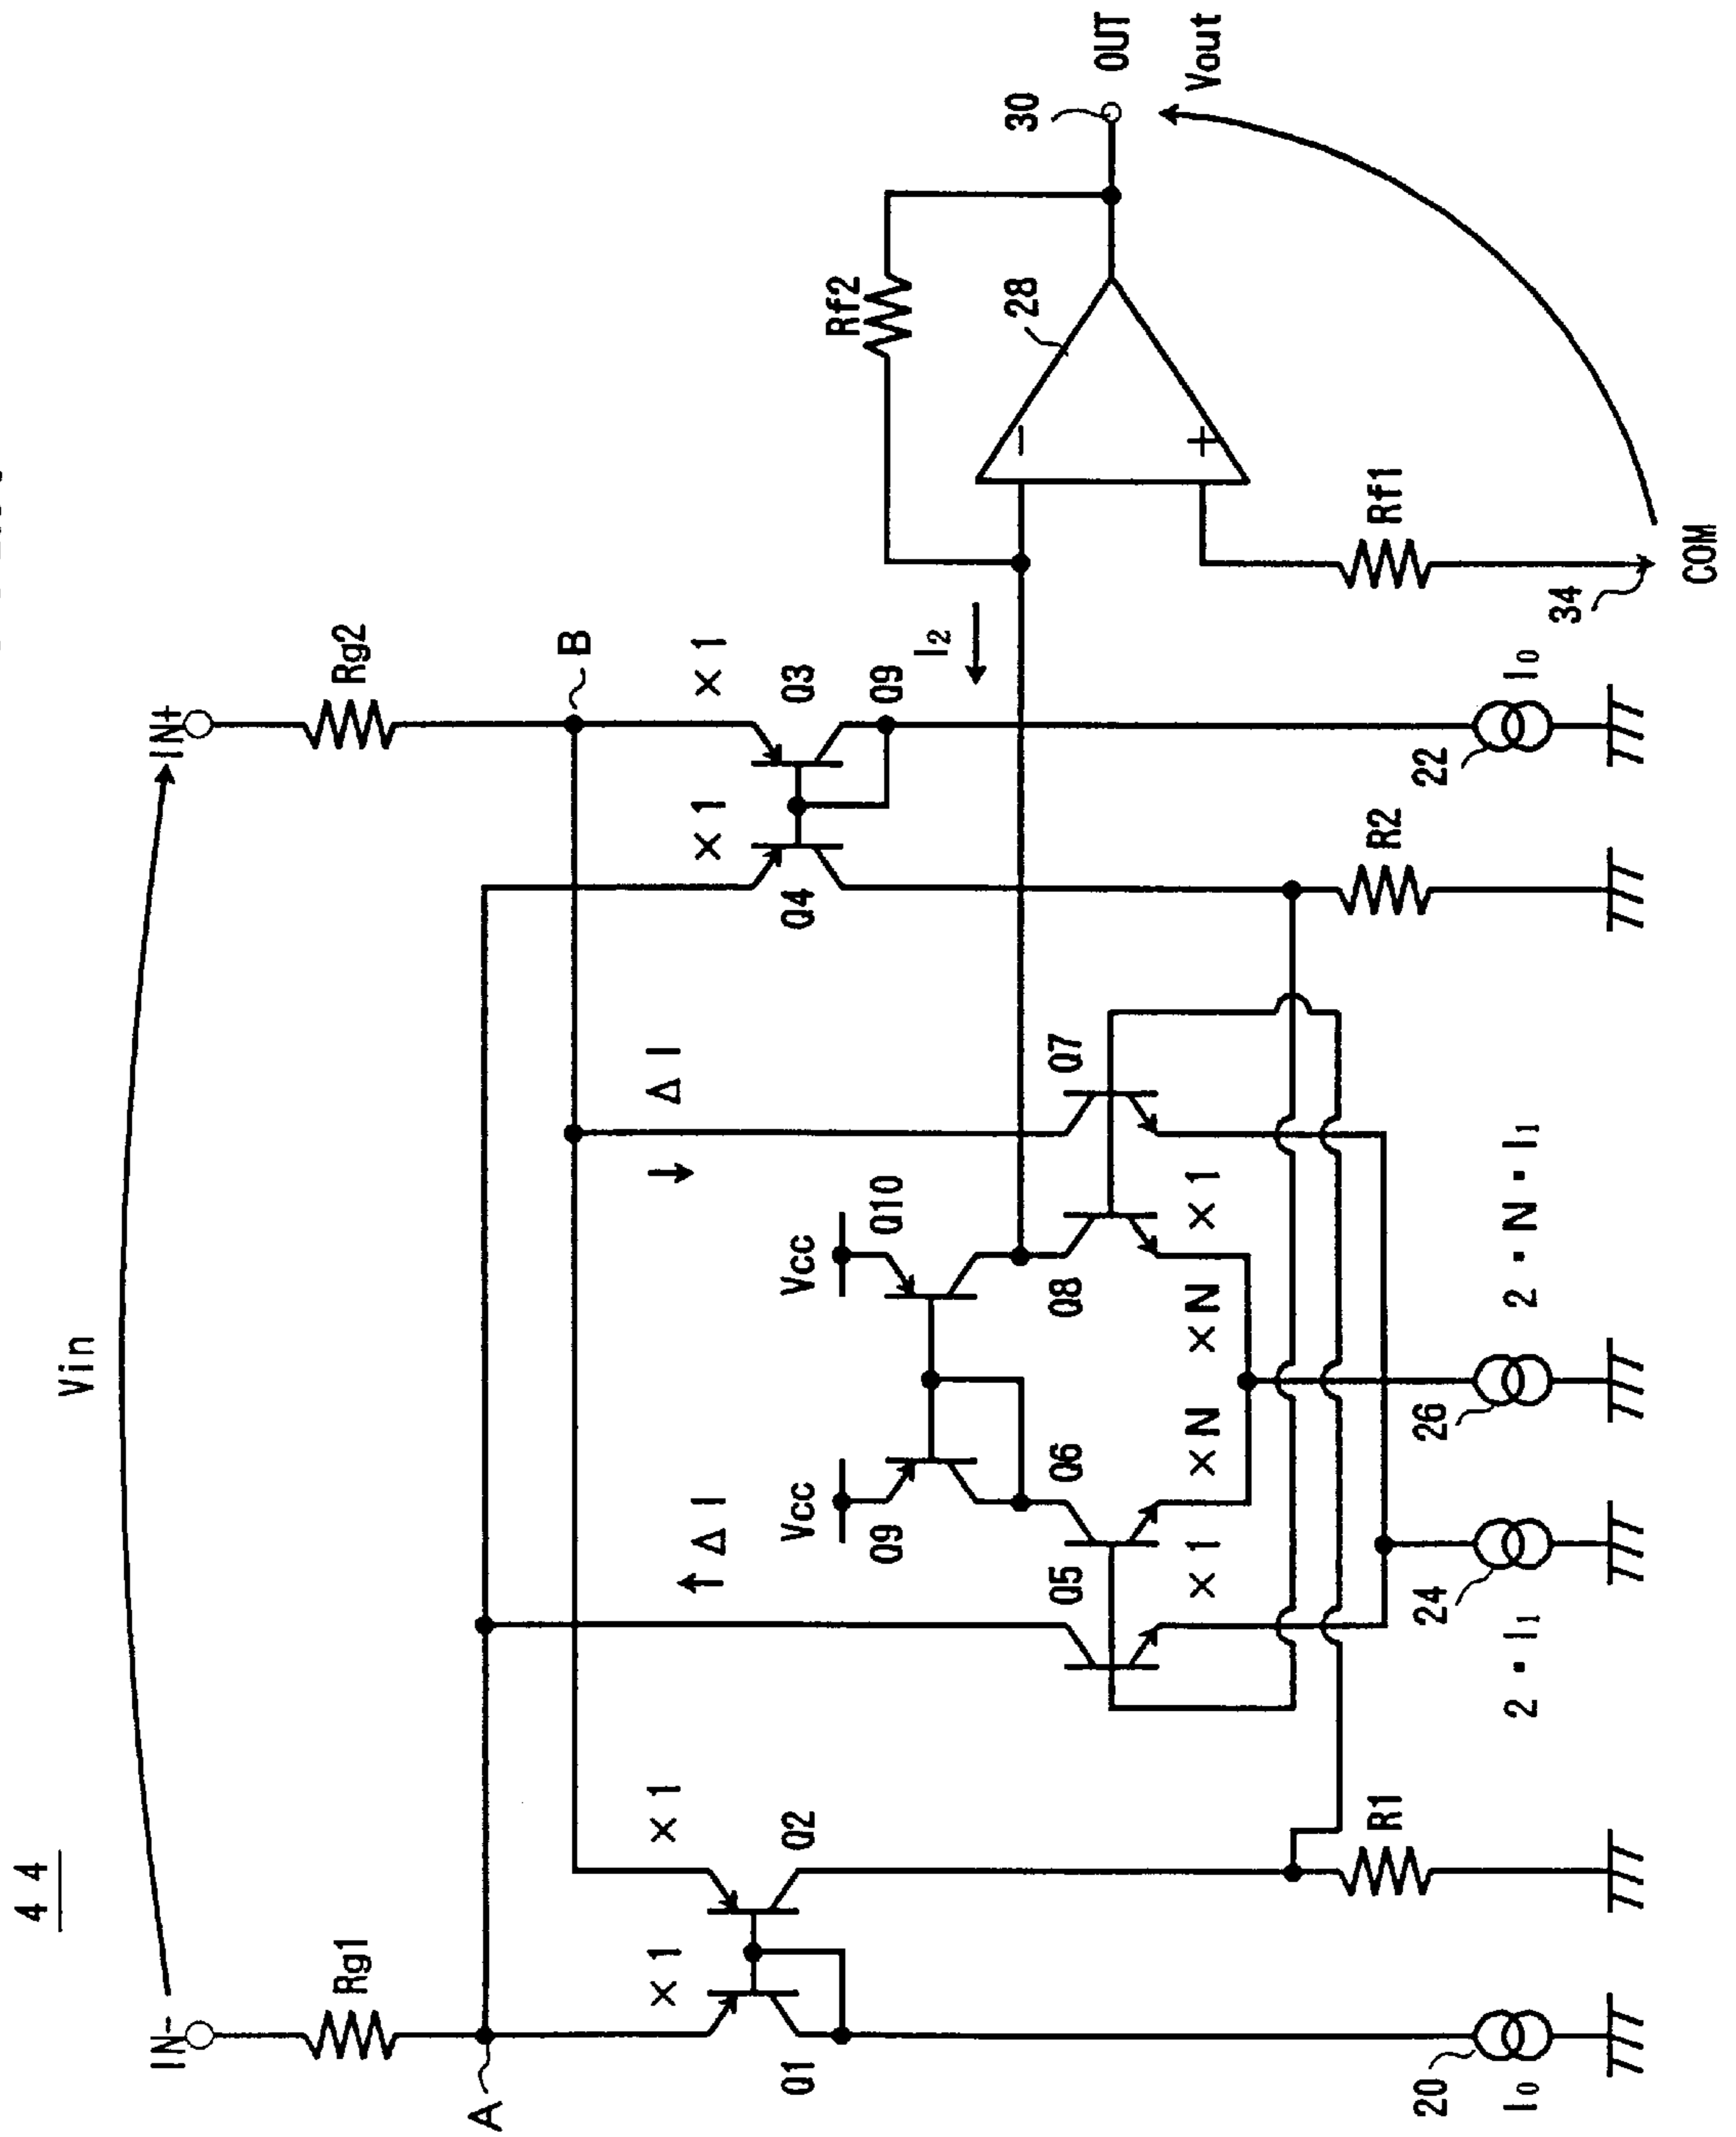 44
Vin
IN-
IN+
Rg1
Rg2
A
B
ΔI
ΔI
×1
×1
×1
×1
Q1
Q2
Q4
Q3
Q9
Vcc
Vcc
Q9
Q10
I2
Rf2
28
30
OUT
Vout
−
+
Q5
Q6
Q8
Q7
×1
×N
×N
×1
R1
R2
Rf1
20
24
26
22
34
I0
2・I1
2・N・I1
I0
COM